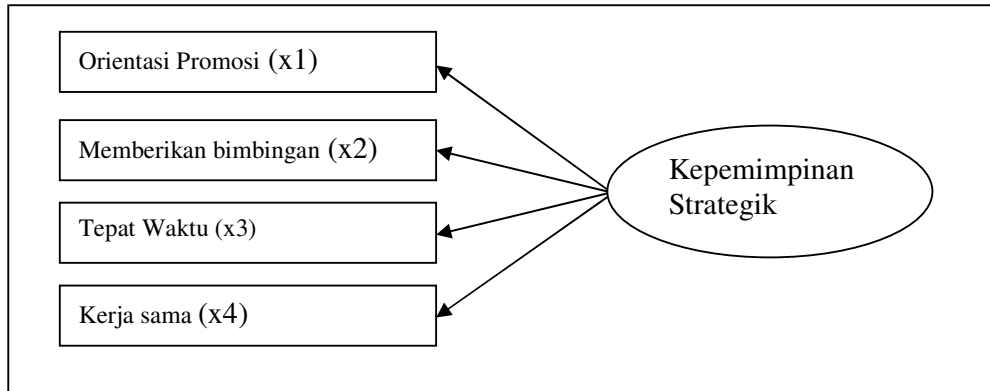 Orientasi Promosi (x1)
Memberikan bimbingan (x2)
Tepat Waktu (x3)
Kerja sama (x4)
Kepemimpinan
Strategik